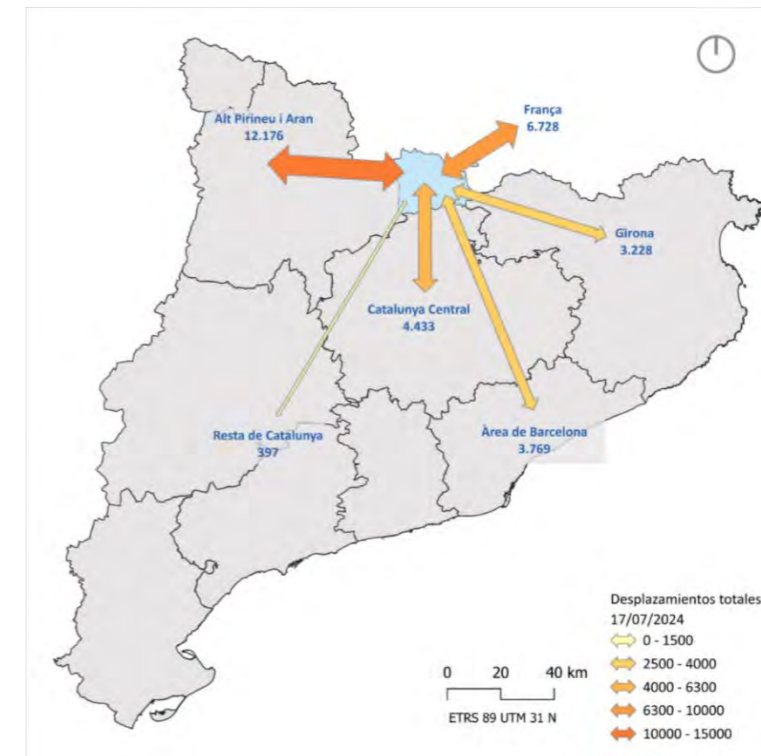 Alt Pirineu i Aran
12.176
França
6.728
Girona
3.228
Catalunya Central
4.433
Resta de Catalunya
397
Àrea de Barcelona
3.769
Desplazamientos totales
17/07/2024
0 - 1500
2500 - 4000
4000 - 6300
6300 - 10000
10000 - 15000
0 20 40 km
ETRS 89 UTM 31 N